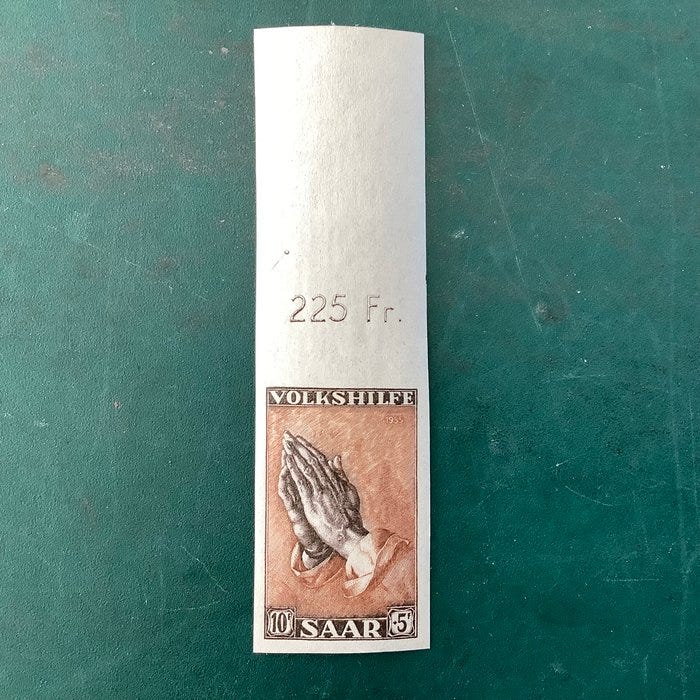 225 Fr.
VOLKSHILFE
1955
10F SAAR +5F